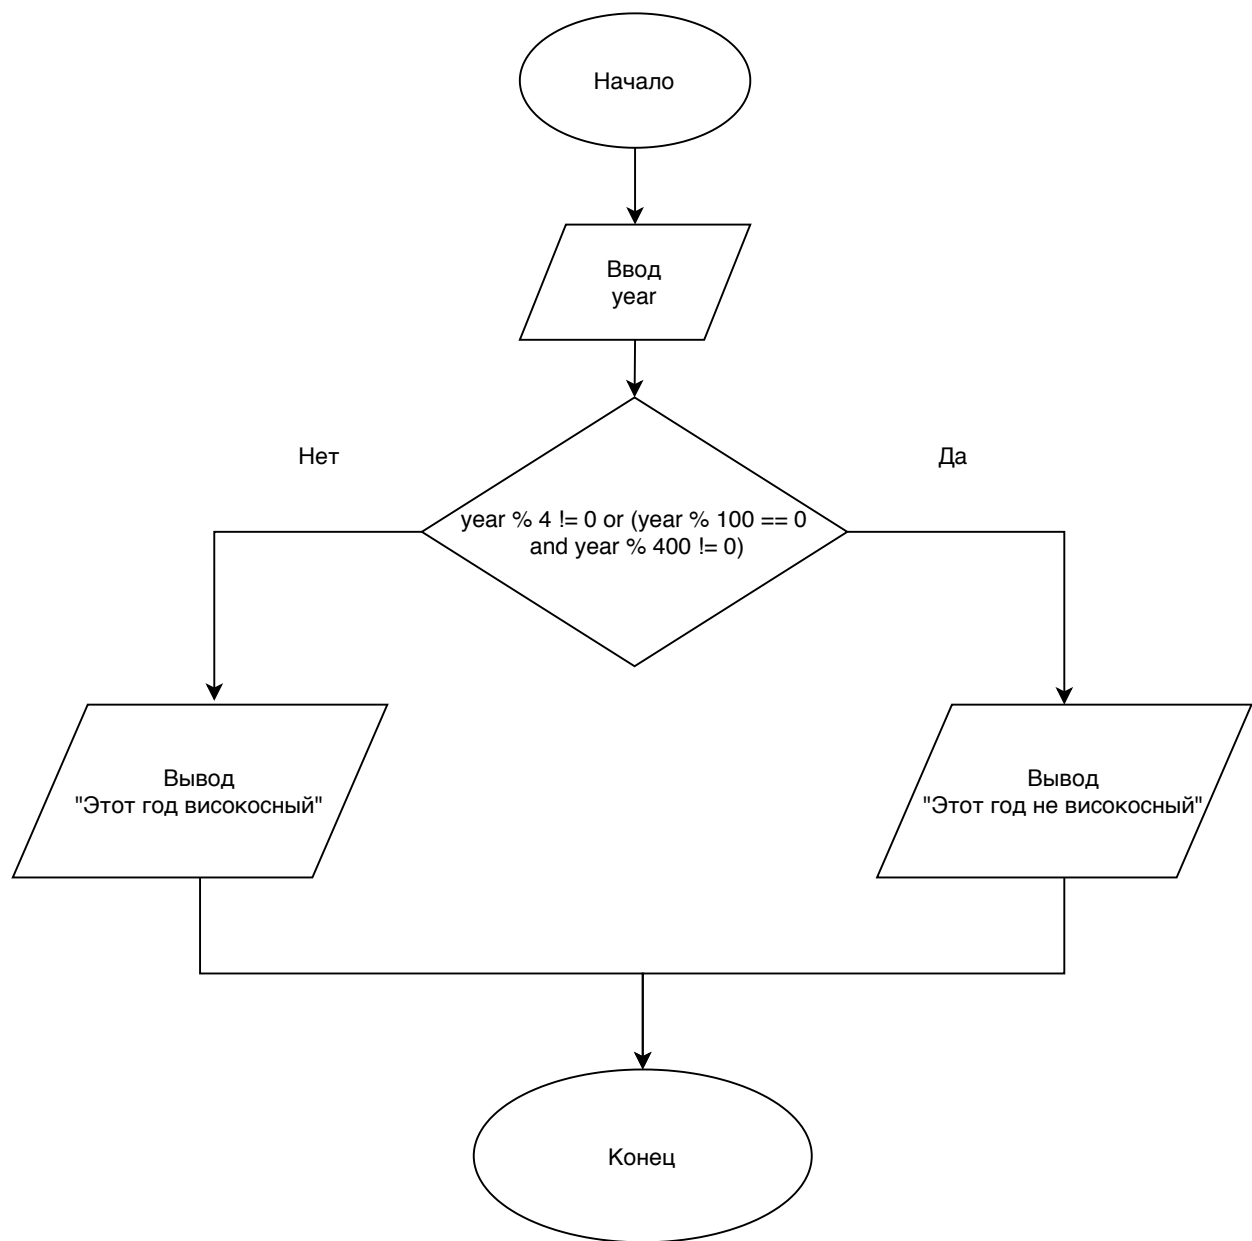 Начало
Ввод
year
Нет
Да
year % 4 != 0 or (year % 100 == 0
and year % 400 != 0)
Вывод
"Этот год високосный"
Вывод
"Этот год не високосный"
Конец